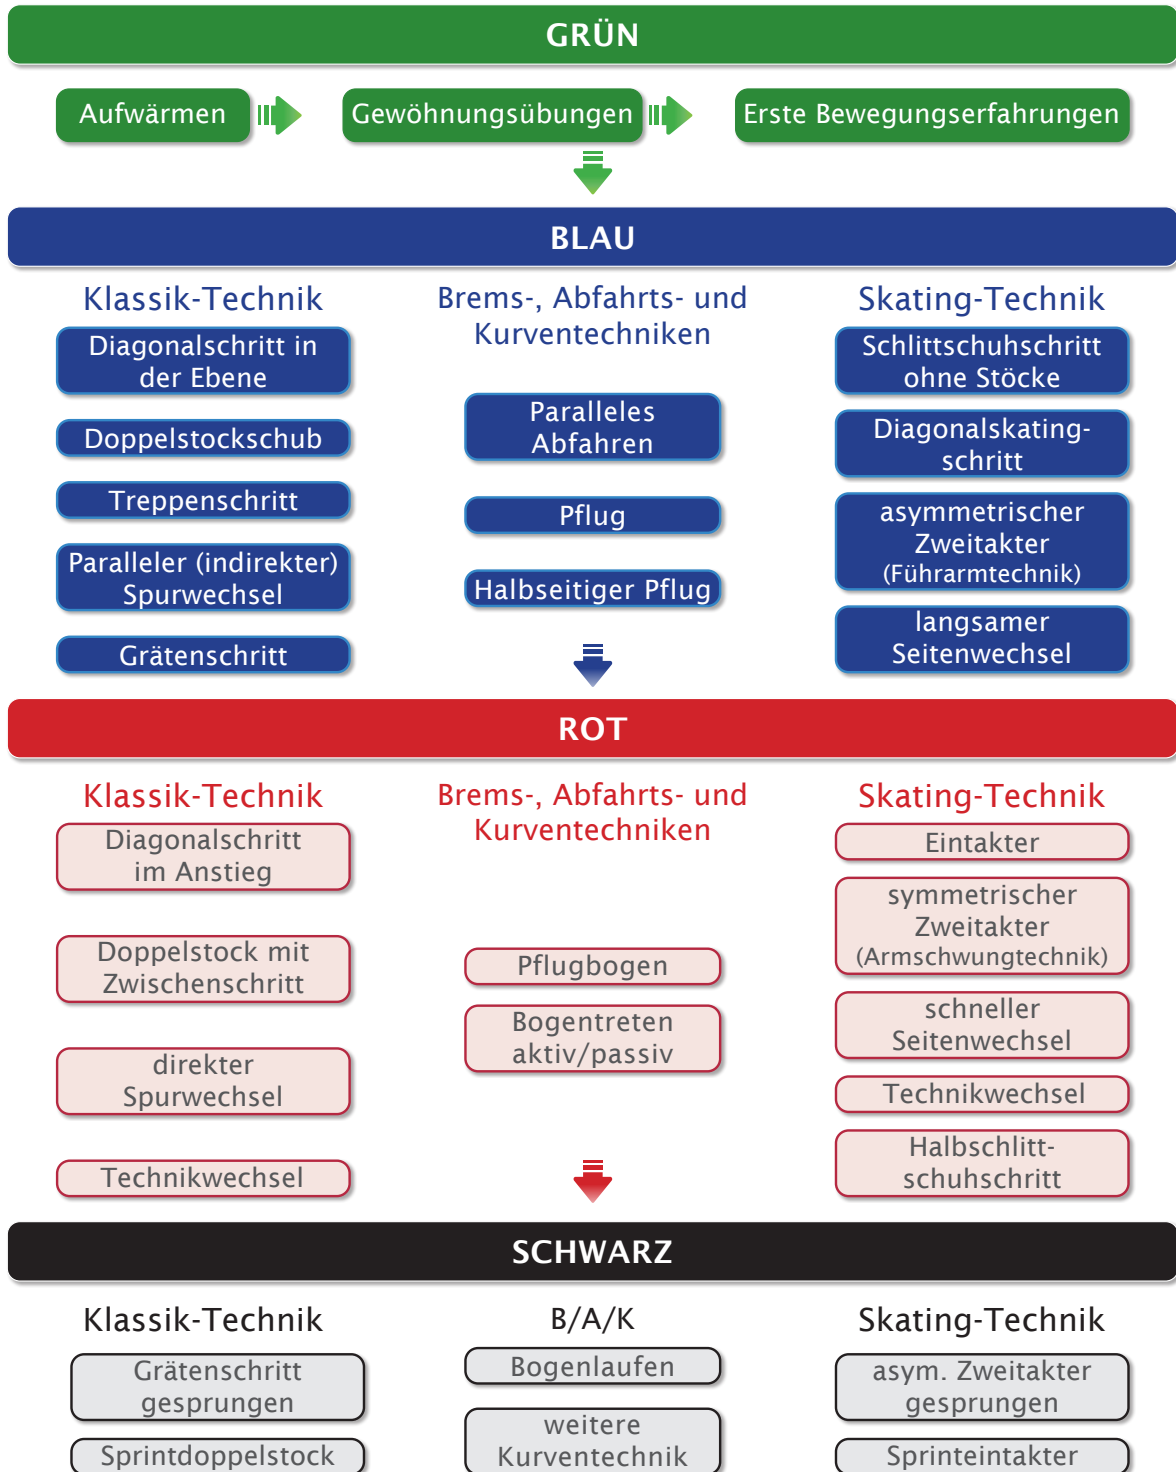 GRÜN
Aufwärmen
Gewöhnungsübungen
Erste Bewegungserfahrungen
BLAU
Klassik-Technik
Diagonalschritt in
der Ebene
Doppelstockschub
Treppenschritt
Paralleler (indirekter)
Spurwechsel
Grätenschritt
Brems-, Abfahrts- und
Kurventechniken
Paralleles
Abfahren
Pflug
Halbseitiger Pflug
Skating-Technik
Schlittschuhschritt
ohne Stöcke
Diagonalskating-
schritt
asymmetrischer
Zweitakter
(Führarmtechnik)
langsamer
Seitenwechsel
ROT
Klassik-Technik
Diagonalschritt
im Anstieg
Doppelstock mit
Zwischenschritt
direkter
Spurwechsel
Technikwechsel
Brems-, Abfahrts- und
Kurventechniken
Pflugbogen
Bogentreten
aktiv/passiv
Skating-Technik
Eintakter
symmetrischer
Zweitakter
(Armschwungtechnik)
schneller
Seitenwechsel
Technikwechsel
Halbschlitt-
schuhschritt
SCHWARZ
Klassik-Technik
Grätenschritt
gesprungen
Sprintdoppelstock
B/A/K
Bogenlaufen
weitere
Kurventechnik
Skating-Technik
asym. Zweitakter
gesprungen
Sprinteintakter